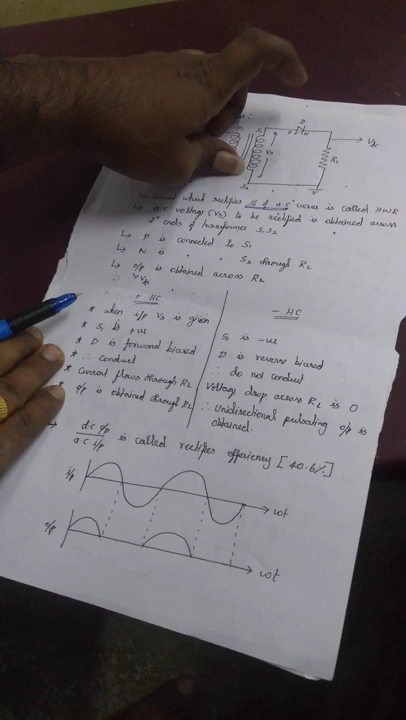 S1
D
P
N
Vs
RL
Vdc
S2
circuit which rectifies ½ of a.c wave is called HWR
↳ a.c voltage (Vs) to be rectified is obtained across
2° ends of transformer S1 S2.
↳ P is connected to S1
↳ N is " " S2 through RL
↳ o/p is obtained across RL
∴ Vdc
+ HC
* when i/p Vs is given
* S1 is +ve
* D is forward biased
* ∴ conduct
* Current flows through RL
* o/p is obtained through RL
- HC
S1 is -ve
D is reverse biased
∴ do not conduct
Voltage drop across RL is 0
∴ Unidirectional pulsating o/p is
obtained.
→ dc o/p / a.c i/p is called rectifier efficiency [40.6%]
i/p
ωt
o/p
ωt